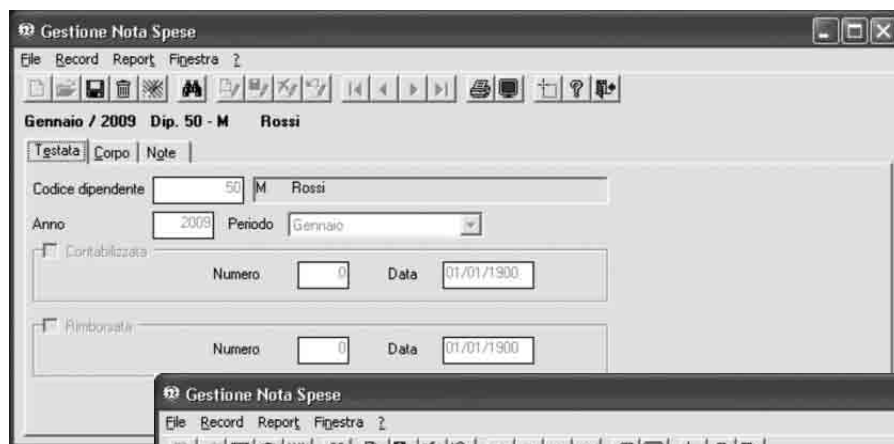 Gestione Nota Spese
File Record Report Finestra ?
Gennaio / 2009 Dip. 50 - M Rossi
Testata Corpo Note
Codice dipendente 50 M Rossi
Anno 2009 Periodo Gennaio
Contabilizzata
Numero 0 Data 01/01/1900
Rimborsata
Numero 0 Data 01/01/1900
Gestione Nota Spese
File Record Report Finestra ?